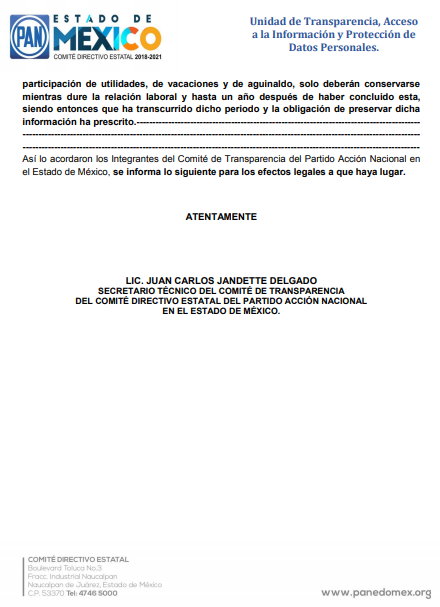 PAN
ESTADO DE
MÉXICO
COMITÉ DIRECTIVO ESTATAL 2018-2021
Unidad de Transparencia, Acceso
a la Información y Protección de
Datos Personales.
participación de utilidades, de vacaciones y de aguinaldo, solo deberán conservarse
mientras dure la relación laboral y hasta un año después de haber concluido esta,
siendo entonces que ha transcurrido dicho periodo y la obligación de preservar dicha
información ha prescrito.------------------------------------------------------------------------------------
-----------------------------------------------------------------------------------------------------------------------
-----------------------------------------------------------------------------------------------------------------------
Así lo acordaron los Integrantes del Comité de Transparencia del Partido Acción Nacional en
el Estado de México, se informa lo siguiente para los efectos legales a que haya lugar.
ATENTAMENTE
LIC. JUAN CARLOS JANDETTE DELGADO
SECRETARIO TÉCNICO DEL COMITÉ DE TRANSPARENCIA
DEL COMITÉ DIRECTIVO ESTATAL DEL PARTIDO ACCIÓN NACIONAL
EN EL ESTADO DE MÉXICO.
COMITÉ DIRECTIVO ESTATAL
Boulevard Toluca No.3
Fracc. Industrial Naucalpan
Naucalpan de Juárez, Estado de México
C.P. 53370 Tel: 4746 5000
www.panedomex.org